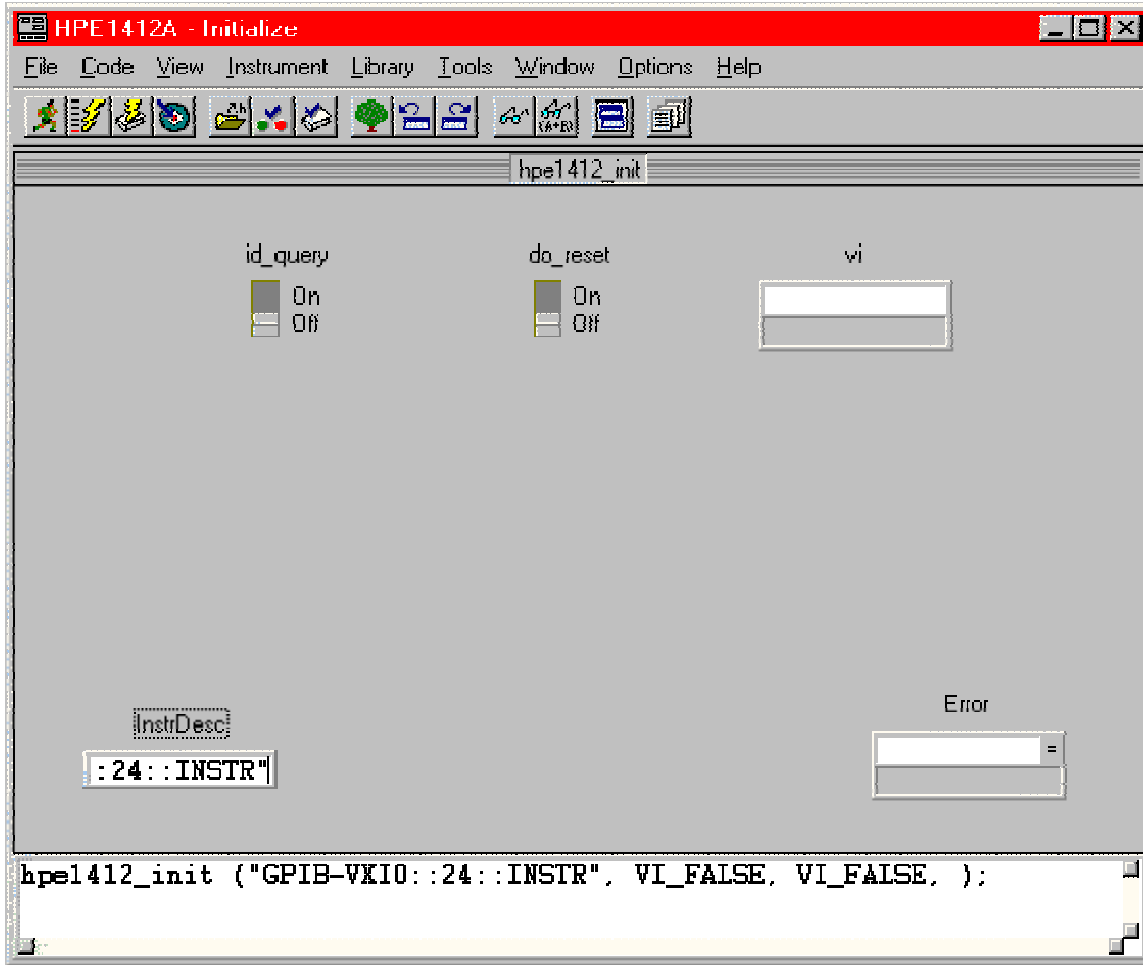 HPE1412A - Initialize
File Code View Instrument Library Tools Window Options Help
(A+B)
hpe1412_init
id_query do_reset vi
On On
Off Off
InstrDesc
Error
:24::INSTR"
=
hpe1412_init ("GPIB-VXI0::24::INSTR", VI_FALSE, VI_FALSE, );